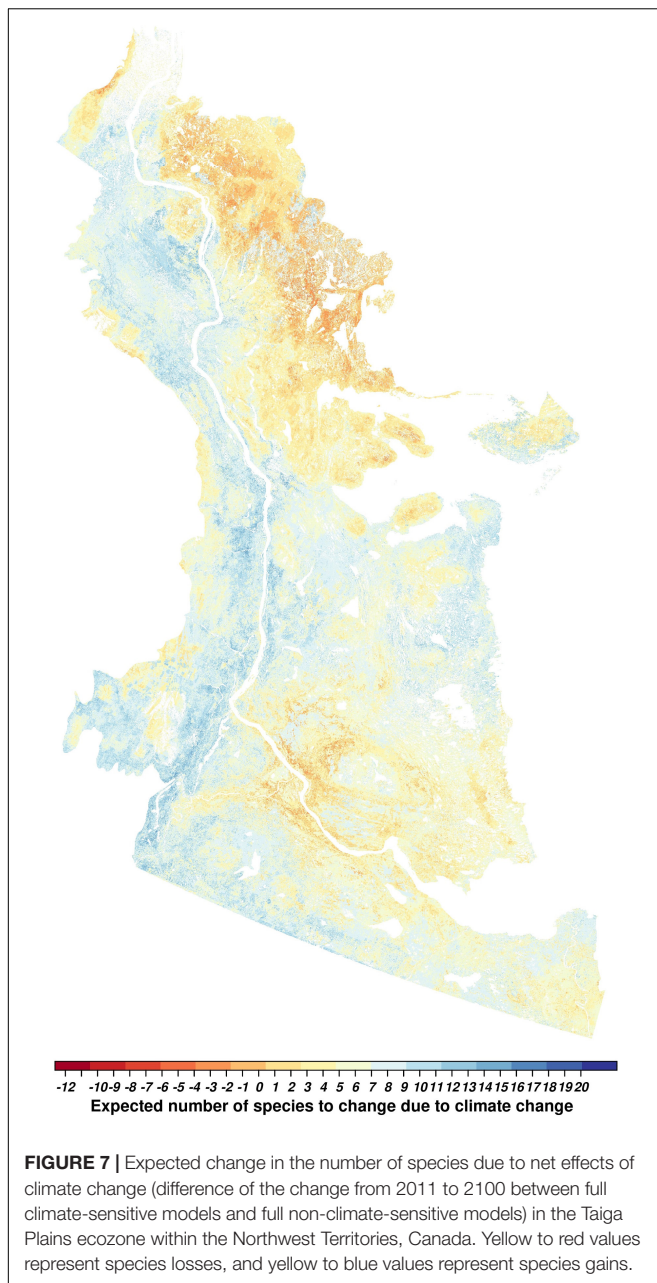 -12 -10 -9 -8 -7 -6 -5 -4 -3 -2 -1 0 1 2 3 4 5 6 7 8 9 10 11 12 13 14 15 16 17 18 19 20
Expected number of species to change due to climate change
FIGURE 7 | Expected change in the number of species due to net effects of
climate change (difference of the change from 2011 to 2100 between full
climate-sensitive models and full non-climate-sensitive models) in the Taiga
Plains ecozone within the Northwest Territories, Canada. Yellow to red values
represent species losses, and yellow to blue values represent species gains.